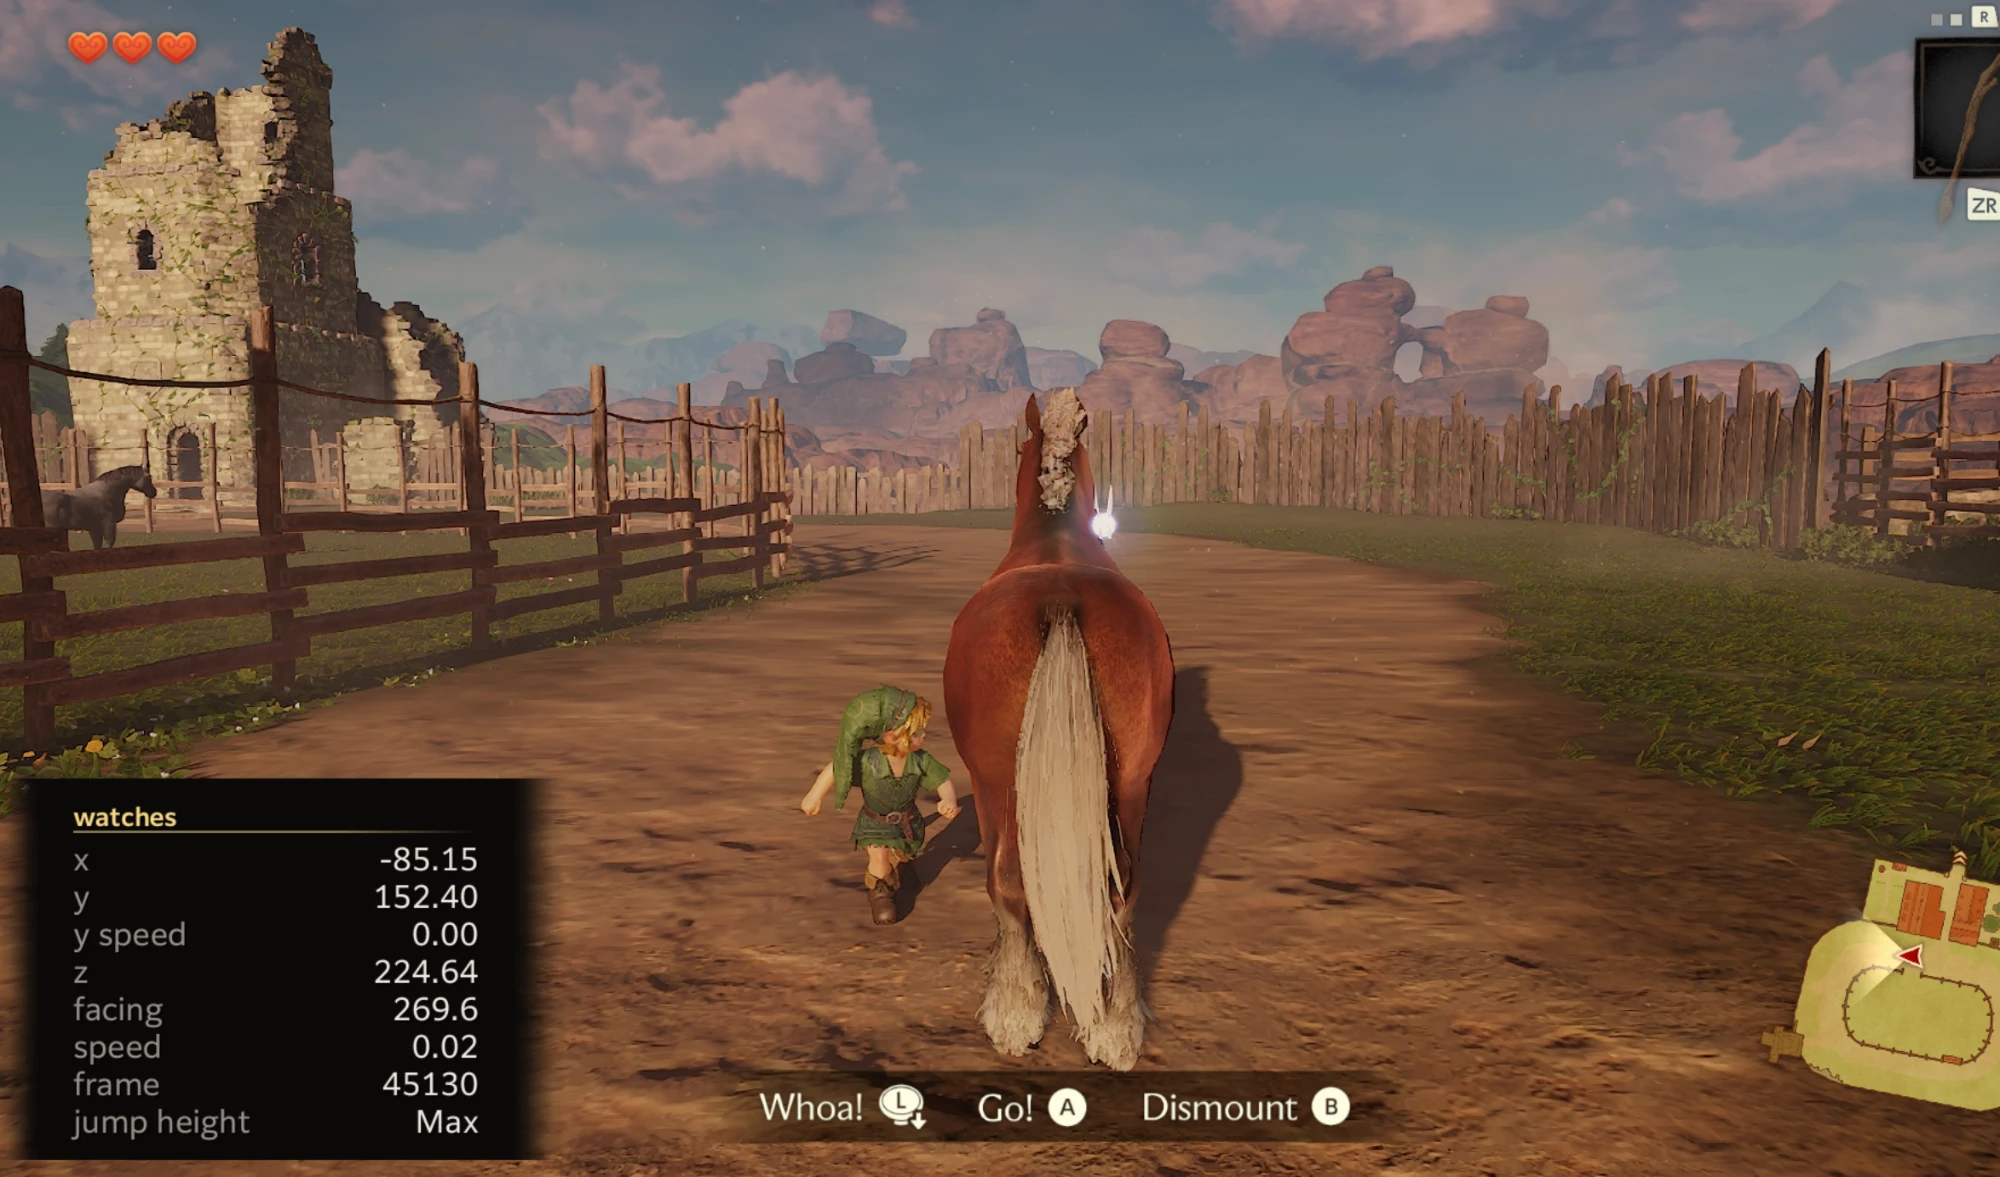 R
ZR
watches
x -85.15
y 152.40
y speed 0.00
z 224.64
facing 269.6
speed 0.02
frame 45130
jump height Max
Whoa! L Go! A Dismount B